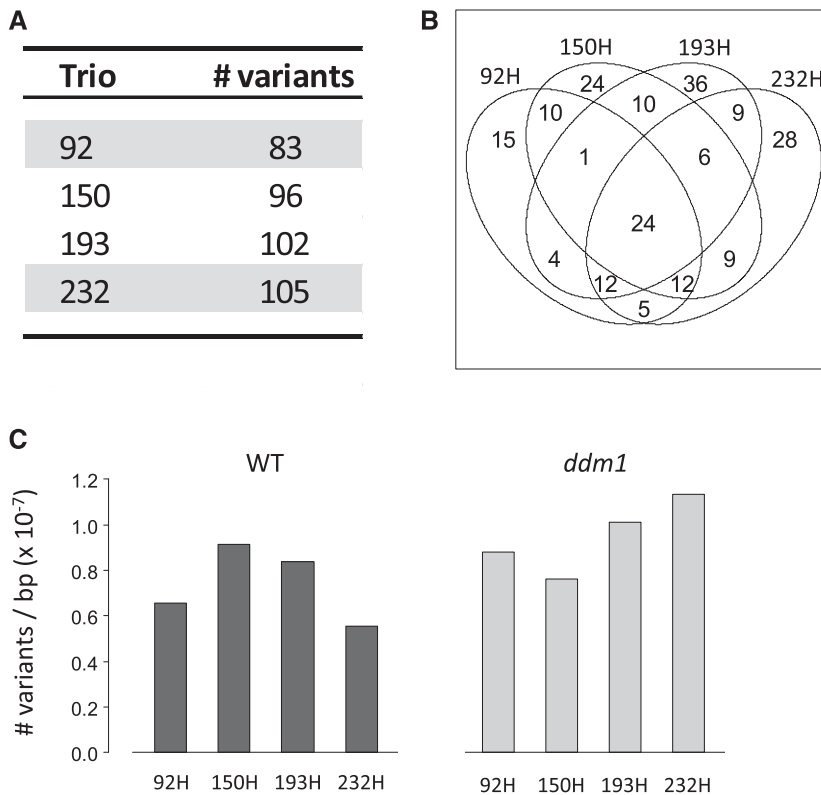 A
Trio # variants
92 83
150 96
193 102
232 105
B
150H 193H
92H 232H
24 36
10 10 9
15 28
1 6
24
4 9
12 12
5
C
WT ddm1
# variants / bp (x 10-7)
1.2
1.0
0.8
0.6
0.4
0.2
0.0
92H 150H 193H 232H 92H 150H 193H 232H